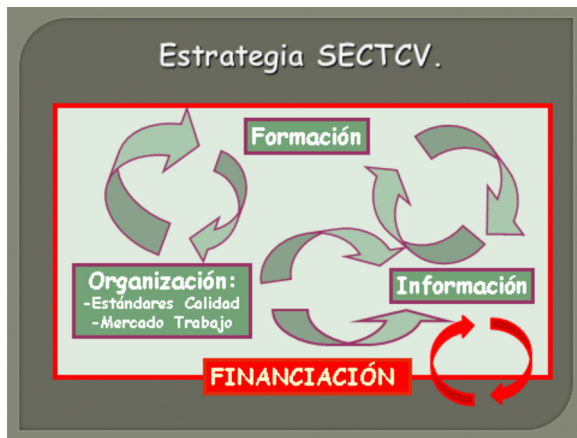 Estrategia SECTCV.
Formación
Organización:
-Estándares Calidad
-Mercado Trabajo
Información
FINANCIACIÓN